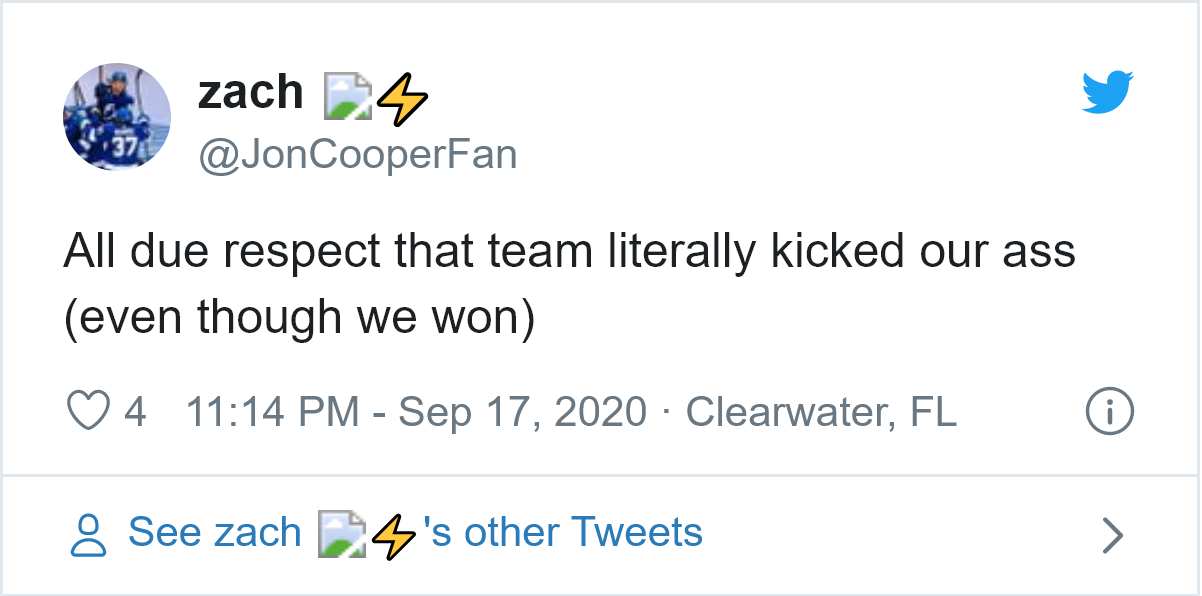 zach ⚡
@JonCooperFan
All due respect that team literally kicked our ass
(even though we won)
4 11:14 PM - Sep 17, 2020 · Clearwater, FL
See zach ⚡'s other Tweets
37